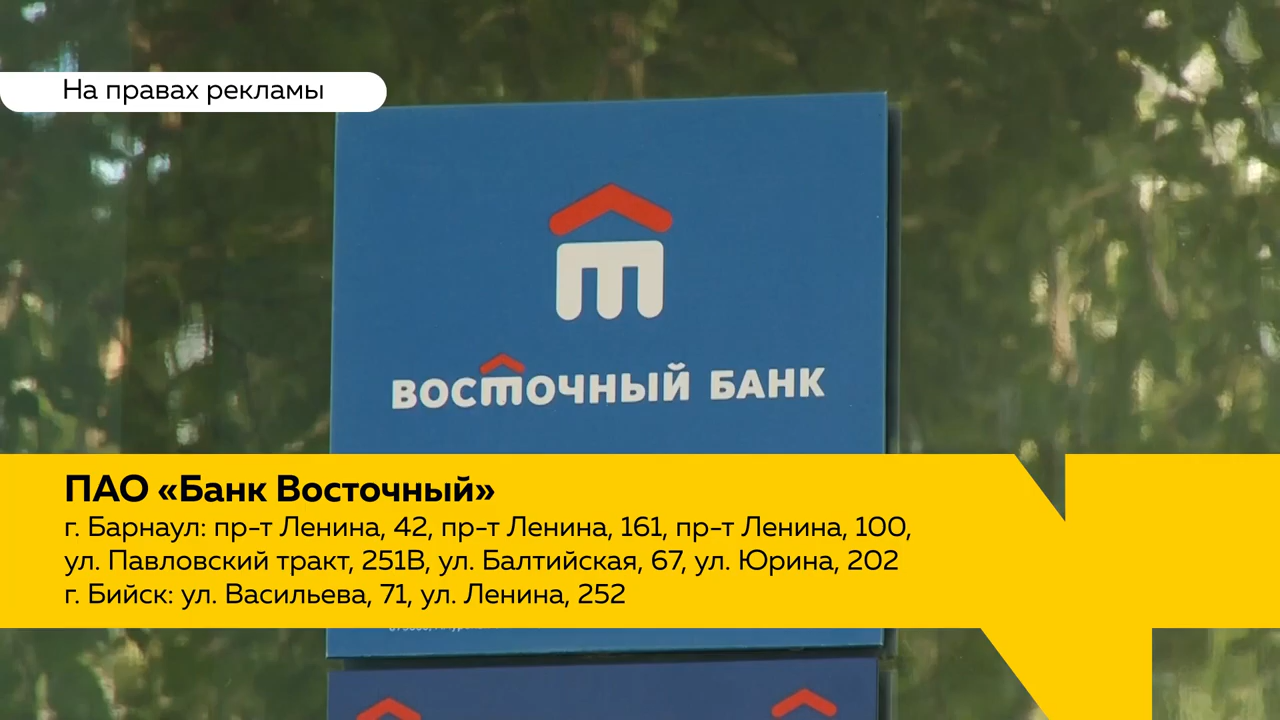 На правах рекламы
ВОСТОЧНЫЙ БАНК
ПАО «Банк Восточный»
г. Барнаул: пр-т Ленина, 42, пр-т Ленина, 161, пр-т Ленина, 100,
ул. Павловский тракт, 251В, ул. Балтийская, 67, ул. Юрина, 202
г. Бийск: ул. Васильева, 71, ул. Ленина, 252